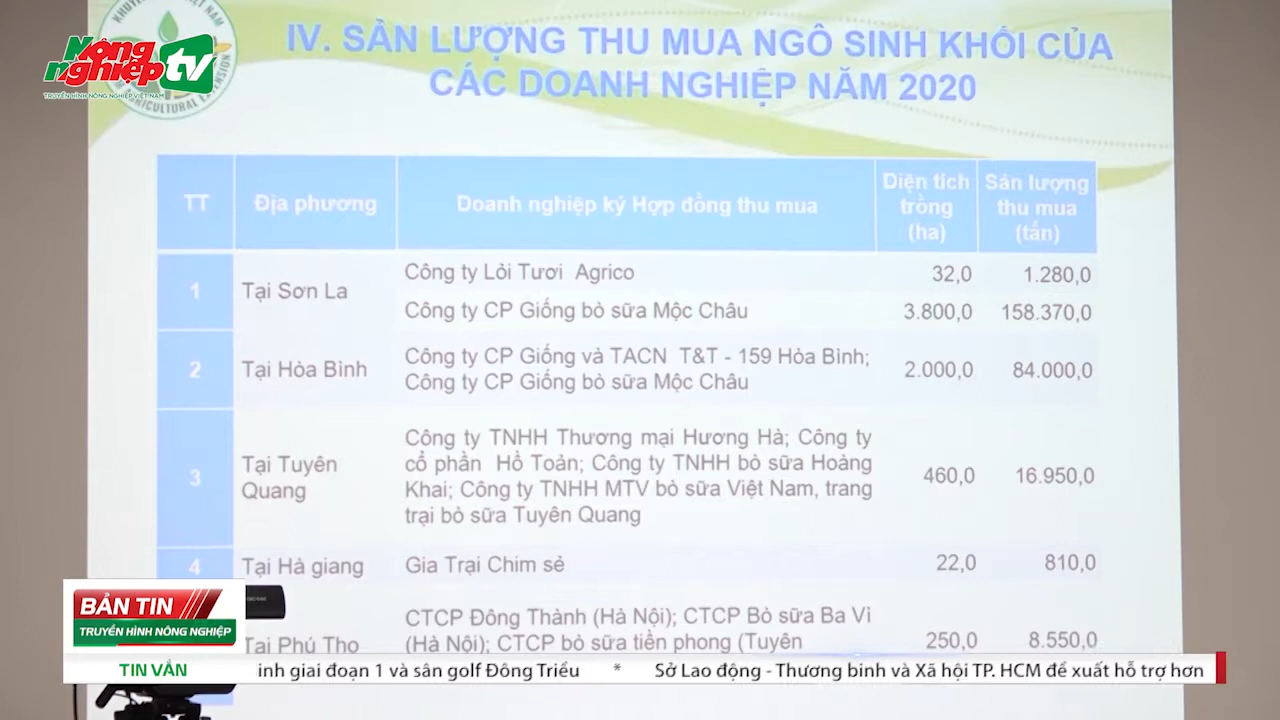 Nông
nghiệp TV
TRUYỀN HÌNH NÔNG NGHIỆP VIỆT NAM
IV. SẢN LƯỢNG THU MUA NGÔ SINH KHỐI CỦA
CÁC DOANH NGHIỆP NĂM 2020
TT Địa phương Doanh nghiệp ký Hợp đồng thu mua Diện tích trồng (ha) Sản lượng thu mua (tấn)
1 Tại Sơn La Công ty Lòi Tươi Agrico 32,0 1.280,0
Công ty CP Giống bò sữa Mộc Châu 3.800,0 158.370,0
2 Tại Hòa Bình Công ty CP Giống và TACN T&T - 159 Hòa Bình;
Công ty CP Giống bò sữa Mộc Châu 2.000,0 84.000,0
3 Tại Tuyên
Quang
Công ty TNHH Thương mại Hương Hà; Công ty
cổ phần Hồ Toản; Công ty TNHH bò sữa Hoàng
Khai; Công ty TNHH MTV bò sữa Việt Nam, trang
trại bò sữa Tuyên Quang
460,0 16.950,0
4 Tại Hà giang Gia Trại Chim sẻ 22,0 810,0
Tại Phú Thọ
CTCP Đông Thành (Hà Nội); CTCP Bò sữa Ba Vì
(Hà Nội); CTCP bò sữa tiền phong (Tuyên
250,0 8.550,0
BẢN TIN
TRUYỀN HÌNH NÔNG NGHIỆP
TIN VẮN inh giai đoạn 1 và sân golf Đông Triều * Sở Lao động - Thương binh và Xã hội TP. HCM đề xuất hỗ trợ hơn